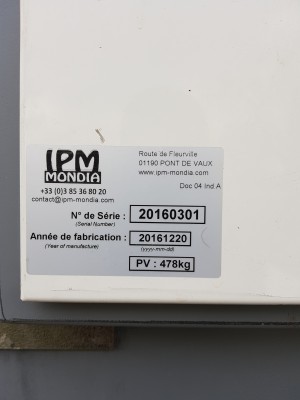 IPM
MONDIA
+33 (0)3 85 36 80 20
contact@ipm-mondia.com
Route de Fleurville
01190 PONT DE VAUX
www.ipm-mondia.com
Doc 04 Ind A
N° de Série : 20160301
(Serial Number)
Année de fabrication : 20161220
(Year of manufacture) (yyyy-mm-dd)
PV : 478kg